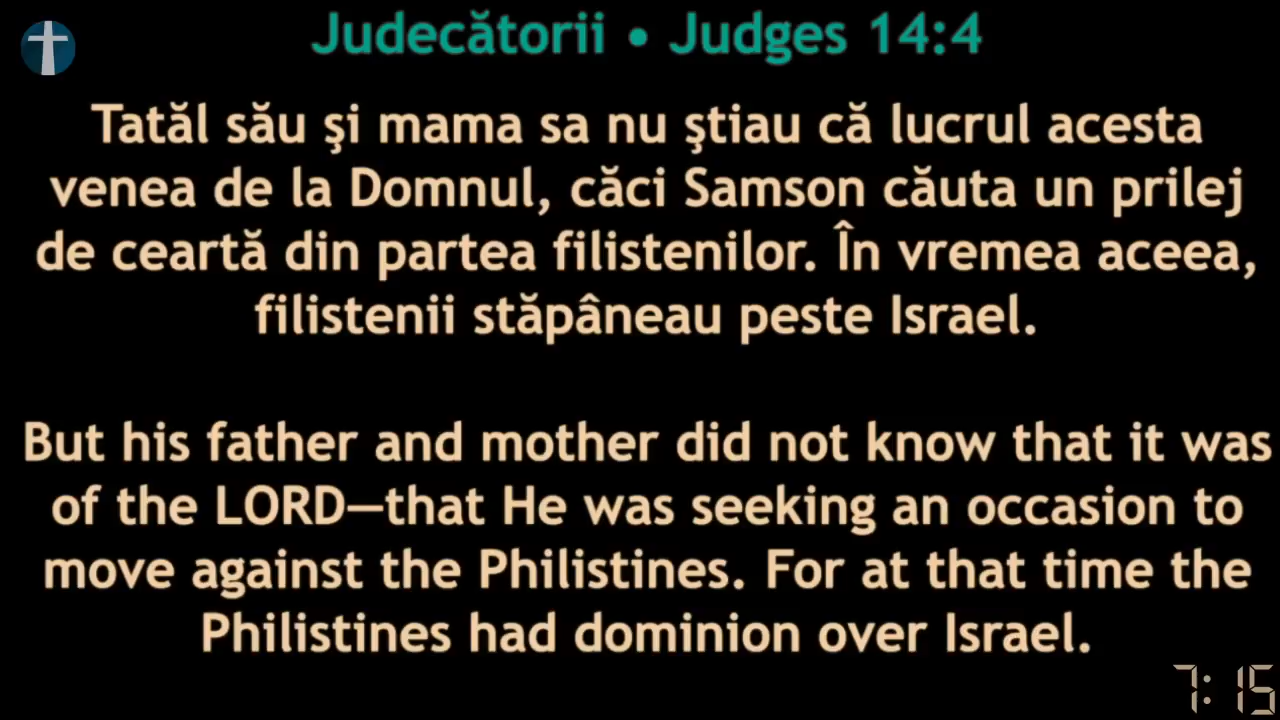 Judecătorii • Judges 14:4
Tatăl său şi mama sa nu ştiau că lucrul acesta
venea de la Domnul, căci Samson căuta un prilej
de ceartă din partea filistenilor. În vremea aceea,
filistenii stăpâneau peste Israel.
But his father and mother did not know that it was
of the LORD—that He was seeking an occasion to
move against the Philistines. For at that time the
Philistines had dominion over Israel.
7:15